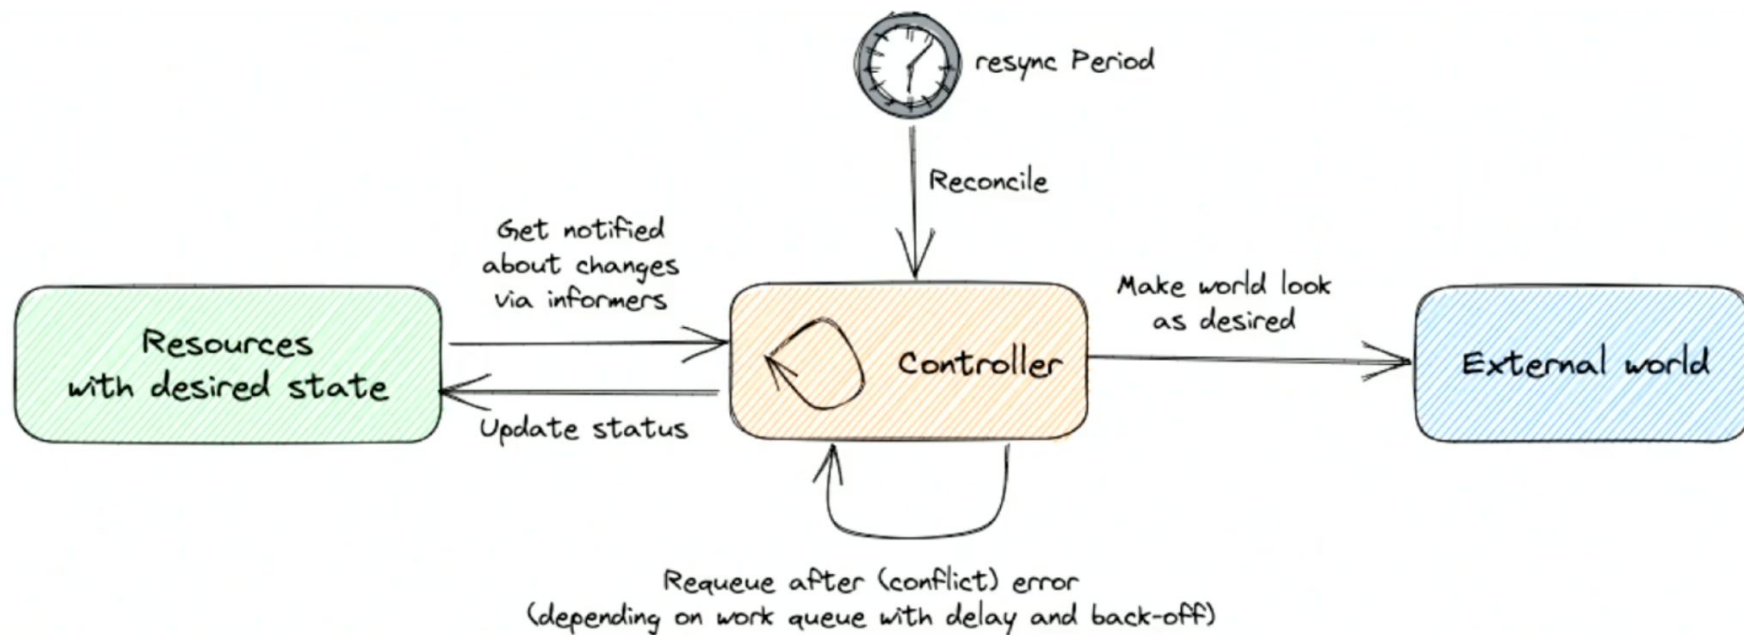 resync Period
Reconcile
Get notified
about changes
via informers
Make world look
as desired
Resources
with desired state
Controller
External world
Update status
Requeue after (conflict) error
(depending on work queue with delay and back-off)